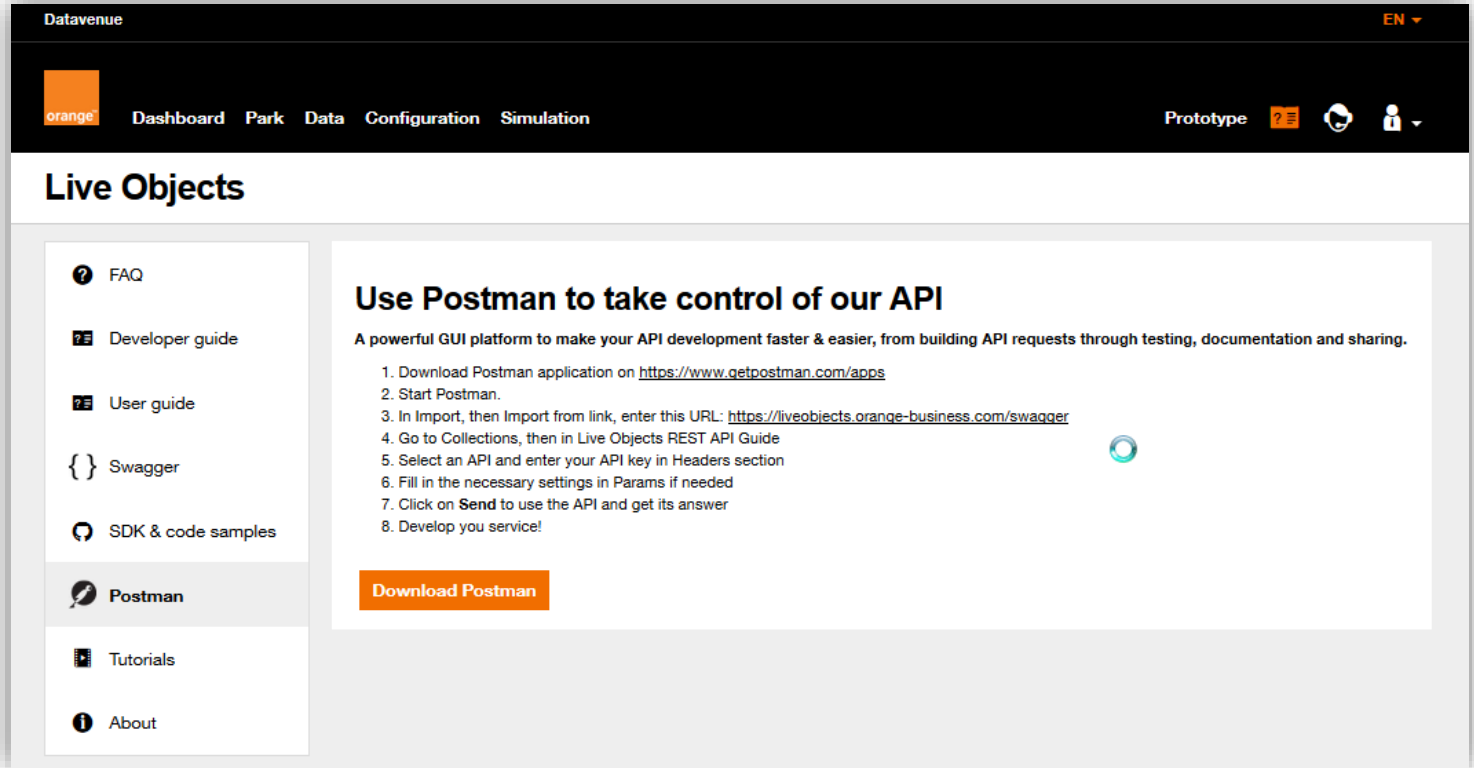 Datavenue
EN
orange™
Dashboard Park Data Configuration Simulation
Prototype
Live Objects
FAQ
Developer guide
User guide
{ } Swagger
SDK & code samples
Postman
Tutorials
About
Use Postman to take control of our API
A powerful GUI platform to make your API development faster & easier, from building API requests through testing, documentation and sharing.
1. Download Postman application on https://www.getpostman.com/apps
2. Start Postman.
3. In Import, then Import from link, enter this URL: https://liveobjects.orange-business.com/swagger
4. Go to Collections, then in Live Objects REST API Guide
5. Select an API and enter your API key in Headers section
6. Fill in the necessary settings in Params if needed
7. Click on Send to use the API and get its answer
8. Develop you service!
Download Postman